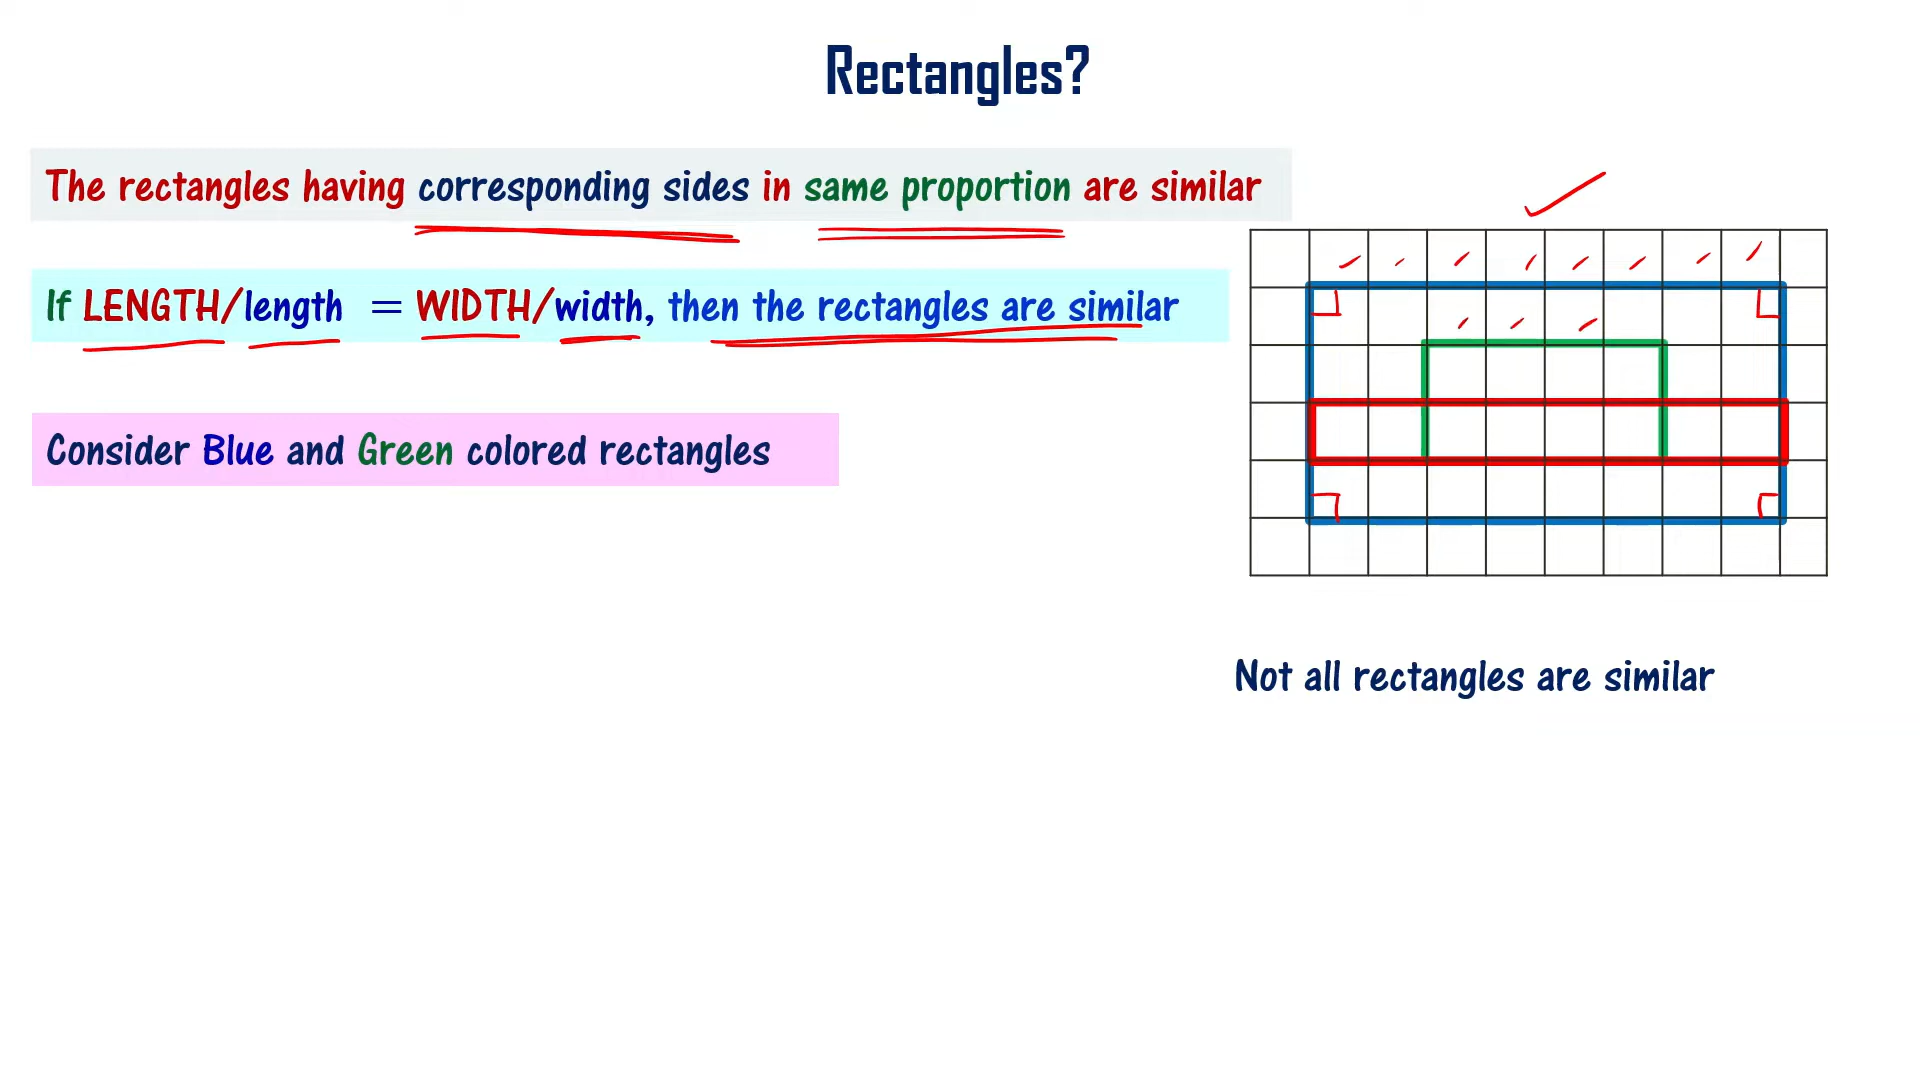 Rectangles?
The rectangles having corresponding sides in same proportion are similar
If LENGTH/length = WIDTH/width, then the rectangles are similar
Consider Blue and Green colored rectangles
Not all rectangles are similar